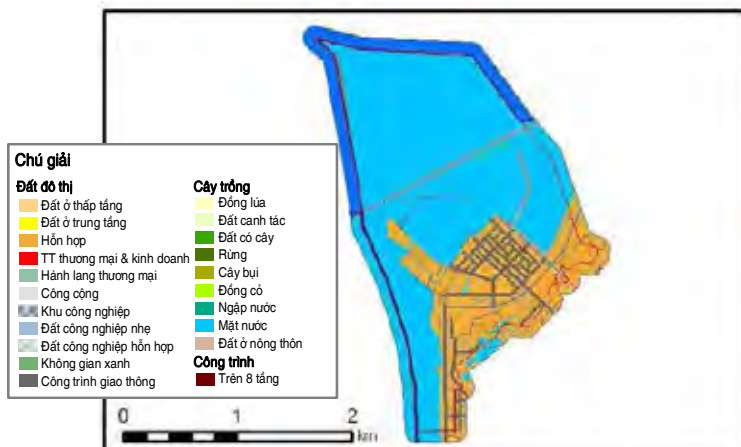 Chú giải
Đất đô thị
Đất ở thấp tầng
Đất ở trung tầng
Hỗn hợp
TT thương mại & kinh doanh
Hành lang thương mại
Công cộng
Khu công nghiệp
Đất công nghiệp nhẹ
Đất công nghiệp hỗn hợp
Không gian xanh
Công trình giao thông
Cây trồng
Đồng lúa
Đất canh tác
Đất có cây
Rừng
Cây bụi
Đồng cỏ
Ngập nước
Mặt nước
Đất ở nông thôn
Công trình
Trên 8 tầng
0 1 2
km